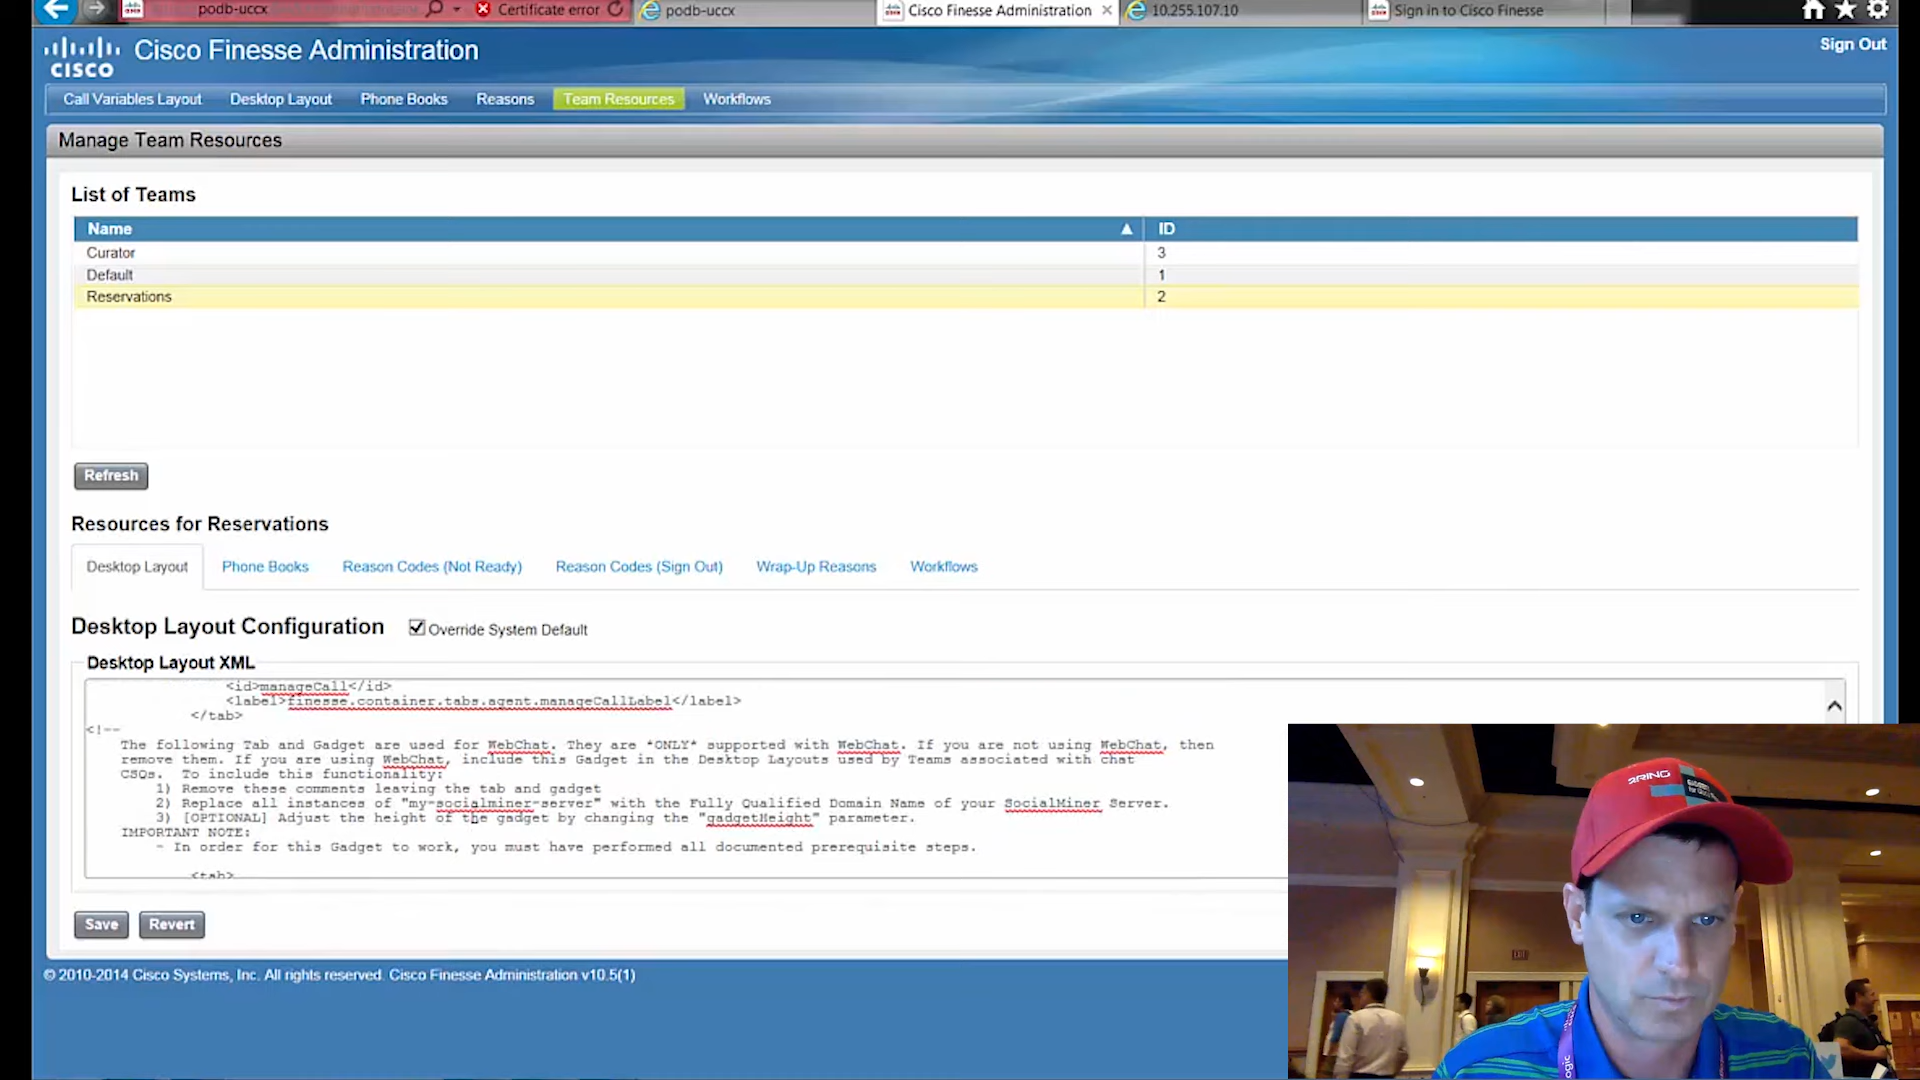 podb-uccx
Certificate error
podb-uccx
Cisco Finesse Administration
10.255.107.10
Sign in to Cisco Finesse
CISCO
Cisco Finesse Administration
Sign Out
Call Variables Layout
Desktop Layout
Phone Books
Reasons
Team Resources
Workflows
Manage Team Resources
List of Teams
Name
ID
Curator
3
Default
1
Reservations
2
Refresh
Resources for Reservations
Desktop Layout
Phone Books
Reason Codes (Not Ready)
Reason Codes (Sign Out)
Wrap-Up Reasons
Workflows
Desktop Layout Configuration
Override System Default
Desktop Layout XML
<id>manageCall</id>
<label>finesse.container.tabs.agent.manageCallLabel</label>
</tab>
<!--
The following Tab and Gadget are used for WebChat. They are *ONLY* supported with WebChat. If you are not using WebChat, then
remove them. If you are using WebChat, include this Gadget in the Desktop Layouts used by Teams associated with chat
CSQs. To include this functionality:
1) Remove these comments leaving the tab and gadget
2) Replace all instances of "my-socialminer-server" with the Fully Qualified Domain Name of your SocialMiner Server.
3) [OPTIONAL] Adjust the height of the gadget by changing the "gadgetHeight" parameter.
IMPORTANT NOTE:
- In order for this Gadget to work, you must have performed all documented prerequisite steps.
<tab>
Save
Revert
© 2010-2014 Cisco Systems, Inc. All rights reserved. Cisco Finesse Administration v10.5(1)
2RING